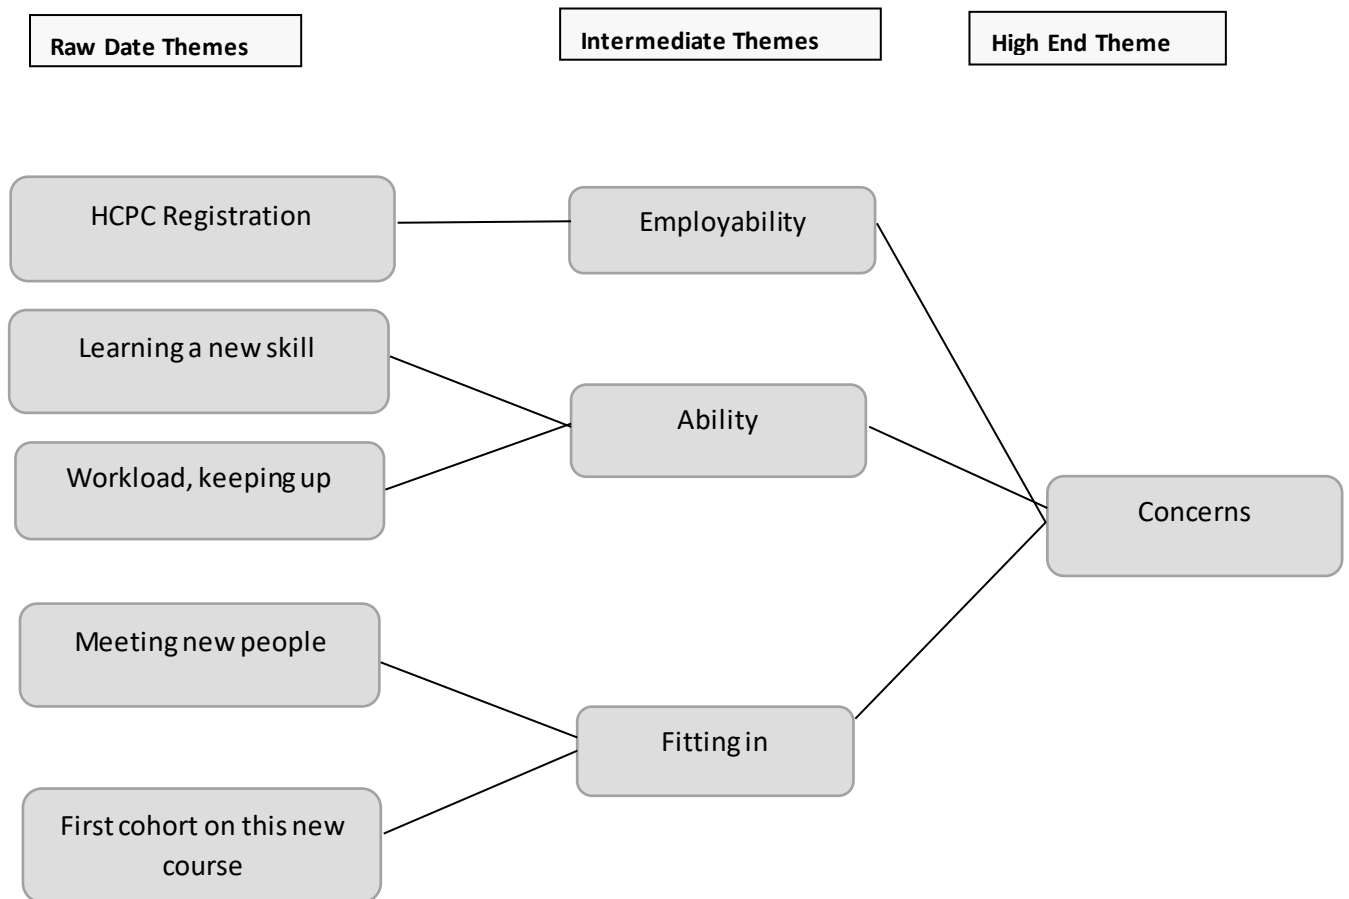 Raw Date Themes
Intermediate Themes
High End Theme
HCPC Registration
Employability
Learning a new skill
Ability
Workload, keeping up
Concerns
Meeting new people
Fitting in
First cohort on this new
course